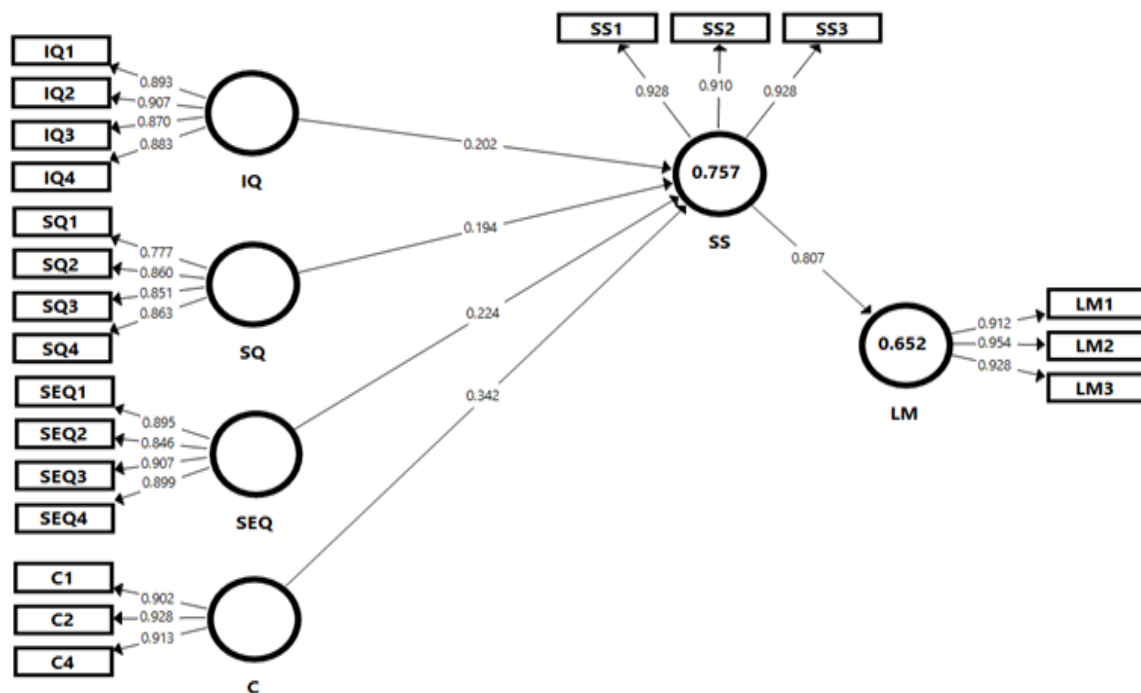 SS1 SS2 SS3
0.928 0.910 0.928
IQ1
IQ2
IQ3
IQ4
0.893
0.907
0.870
0.883
IQ
0.202
0.757
SS
SQ1
SQ2
SQ3
SQ4
0.777
0.860
0.851
0.863
SQ
0.194
0.807
SEQ1
SEQ2
SEQ3
SEQ4
0.895
0.846
0.907
0.899
SEQ
0.224
0.652
LM
0.912
0.954
0.928
LM1
LM2
LM3
C1
C2
C4
0.902
0.928
0.913
C
0.342